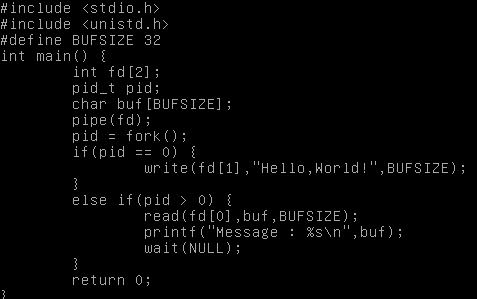 #include <stdio.h>
#include <unistd.h>
#define BUFSIZE 32
int main() {
        int fd[2];
        pid_t pid;
        char buf[BUFSIZE];
        pipe(fd);
        pid = fork();
        if(pid == 0) {
                write(fd[1],"Hello,World!",BUFSIZE);
        }
        else if(pid > 0) {
                read(fd[0],buf,BUFSIZE);
                printf("Message : %s\n",buf);
                wait(NULL);
        }
        return 0;
}